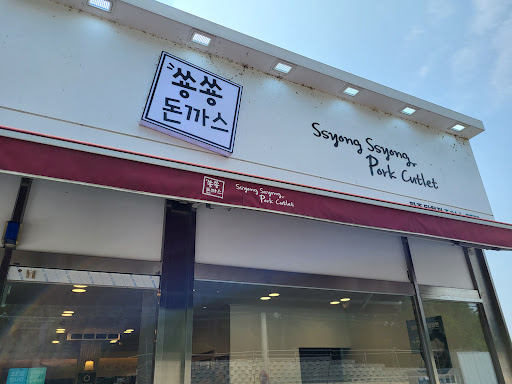 쏭쏭
돈까스
Ssyong Ssyong
Pork Cutlet
쏭쏭
돈까스
Ssyong Ssyong
Pork Cutlet